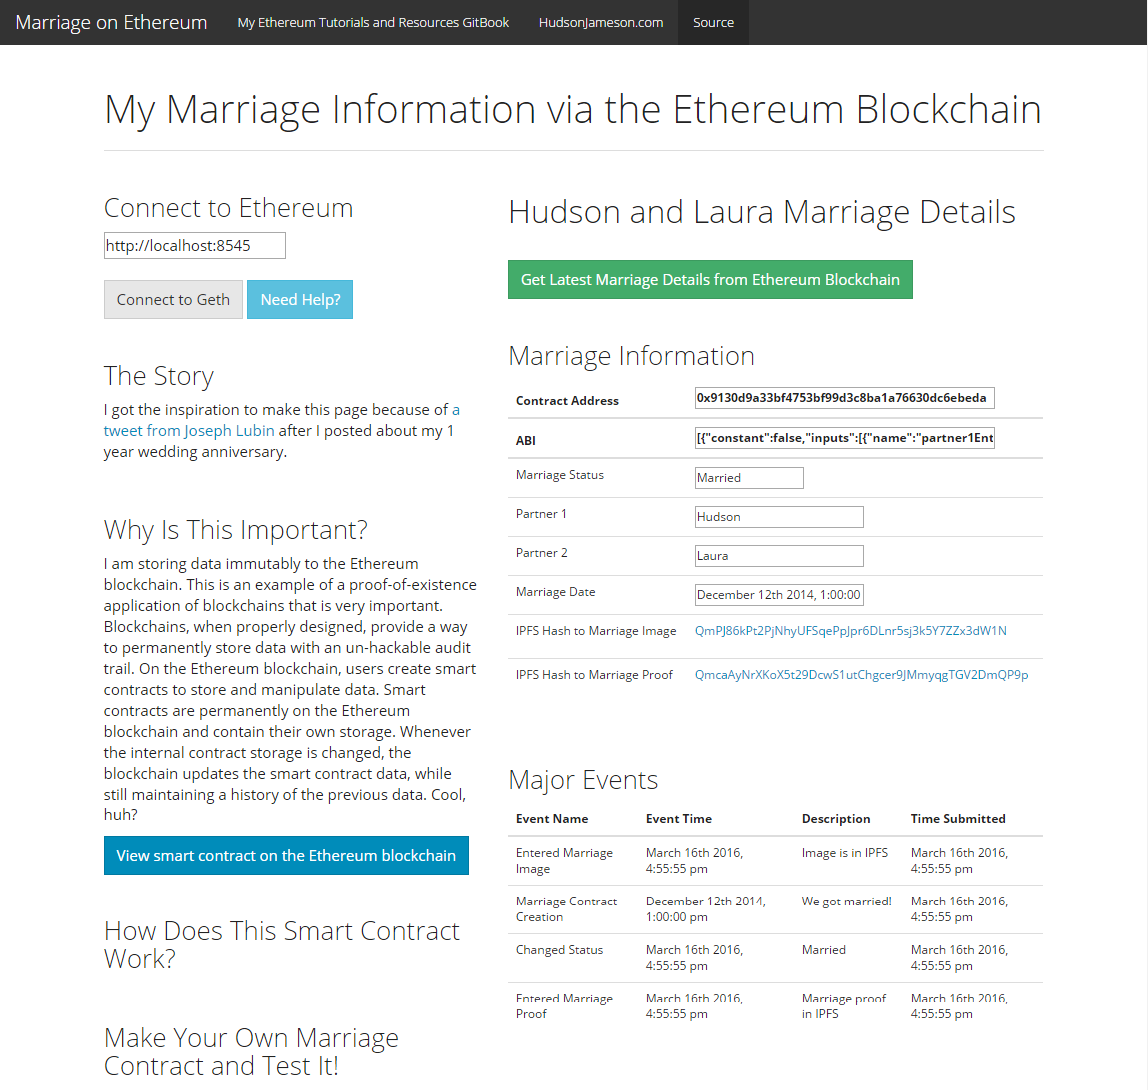 Marriage on Ethereum My Ethereum Tutorials and Resources GitBook HudsonJameson.com Source
My Marriage Information via the Ethereum Blockchain
Connect to Ethereum
http://localhost:8545
Connect to Geth Need Help?
The Story
I got the inspiration to make this page because of a
tweet from Joseph Lubin after I posted about my 1
year wedding anniversary.
Why Is This Important?
I am storing data immutably to the Ethereum
blockchain. This is an example of a proof-of-existence
application of blockchains that is very important.
Blockchains, when properly designed, provide a way
to permanently store data with an un-hackable audit
trail. On the Ethereum blockchain, users create smart
contracts to store and manipulate data. Smart
contracts are permanently on the Ethereum
blockchain and contain their own storage. Whenever
the internal contract storage is changed, the
blockchain updates the smart contract data, while
still maintaining a history of the previous data. Cool,
huh?
View smart contract on the Ethereum blockchain
How Does This Smart Contract
Work?
Make Your Own Marriage
Contract and Test It!
Hudson and Laura Marriage Details
Get Latest Marriage Details from Ethereum Blockchain
Marriage Information
Contract Address 0x9130d9a33bf4753bf99d3c8ba1a76630dc6ebeda
ABI [{"constant":false,"inputs":[{"name":"partner1Ent
Marriage Status Married
Partner 1 Hudson
Partner 2 Laura
Marriage Date December 12th 2014, 1:00:00
IPFS Hash to Marriage Image QmPJ86kPt2PjNhyUFSqePpJpr6DLnr5sj3k5Y7ZZx3dW1N
IPFS Hash to Marriage Proof QmcaAyNrXKoX5t29DcwS1utChgcer9JMmyqgTGV2DmQP9p
Major Events
Event Name Event Time Description Time Submitted
Entered Marriage March 16th 2016, Image is in IPFS March 16th 2016,
Image 4:55:55 pm 4:55:55 pm
Marriage Contract December 12th 2014, We got married! March 16th 2016,
Creation 1:00:00 pm 4:55:55 pm
Changed Status March 16th 2016, Married March 16th 2016,
4:55:55 pm 4:55:55 pm
Entered Marriage March 16th 2016, Marriage proof March 16th 2016,
Proof 4:55:55 pm in IPFS 4:55:55 pm